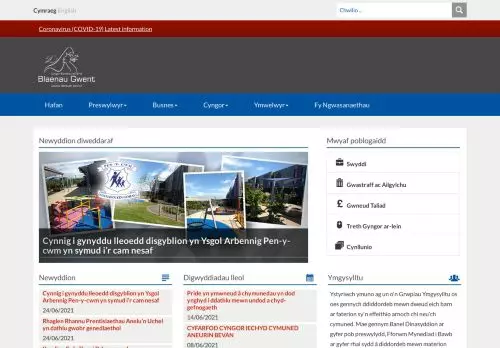 Cymraeg English
Chwilio ...
Coronavirus (COVID-19) Latest information
Blaenau Gwent
Hafan Preswylwyr Busnes Cyngor Ymwelwyr Fy Ngwasanaethau
Newyddion diweddaraf
Cynnig i gynyddu lleoedd disgyblion yn Ysgol Arbennig Pen-y-
cwm yn symud i'r cam nesaf
Mwyaf poblogaidd
Swyddi
Gwastraff ac Ailgylchu
Gwneud Taliad
Treth Gyngor ar-lein
Cynllunio
Newyddion
Cynnig i gynyddu lleoedd disgyblion yn Ysgol
Arbennig Pen-y-cwm yn symud i'r cam nesaf
24/06/2021
Rhaglen Rhannu Prentisiaethau Aneiri'n Uchel
yn dathlu gwobr genedlaethol
24/06/2021
Digwyddiadau lleol
Pride yn ymwneud â chymunedau yn dod
ynghyd i ddathlu mewn undod a chyd-
gefnogaeth
14/06/2021
CYFARFOD CYNGOR IECHYD CYMUNED
ANEURIN BEVAN
08/06/2021
Ymgysylltu
Ystyriwch ymuno ag un o'n Grwpiau Ymgysylltu os
oes gennych ddiddordeb mewn dweud eich barn
ar faterion sy'n effeithio arnoch chi neu'ch
cymuned. Mae gennym Banel Dinasyddion ar
gyfer pob preswylydd, Fforwm Mynediad i Bawb
ar gyfer rhai sydd â diddordeb mewn materion